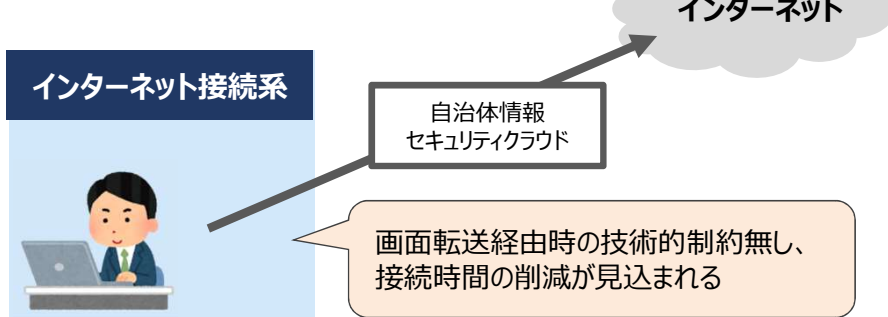 インターネット
インターネット接続系
自治体情報
セキュリティクラウド
画面転送経由時の技術的制約無し、
接続時間の削減が見込まれる